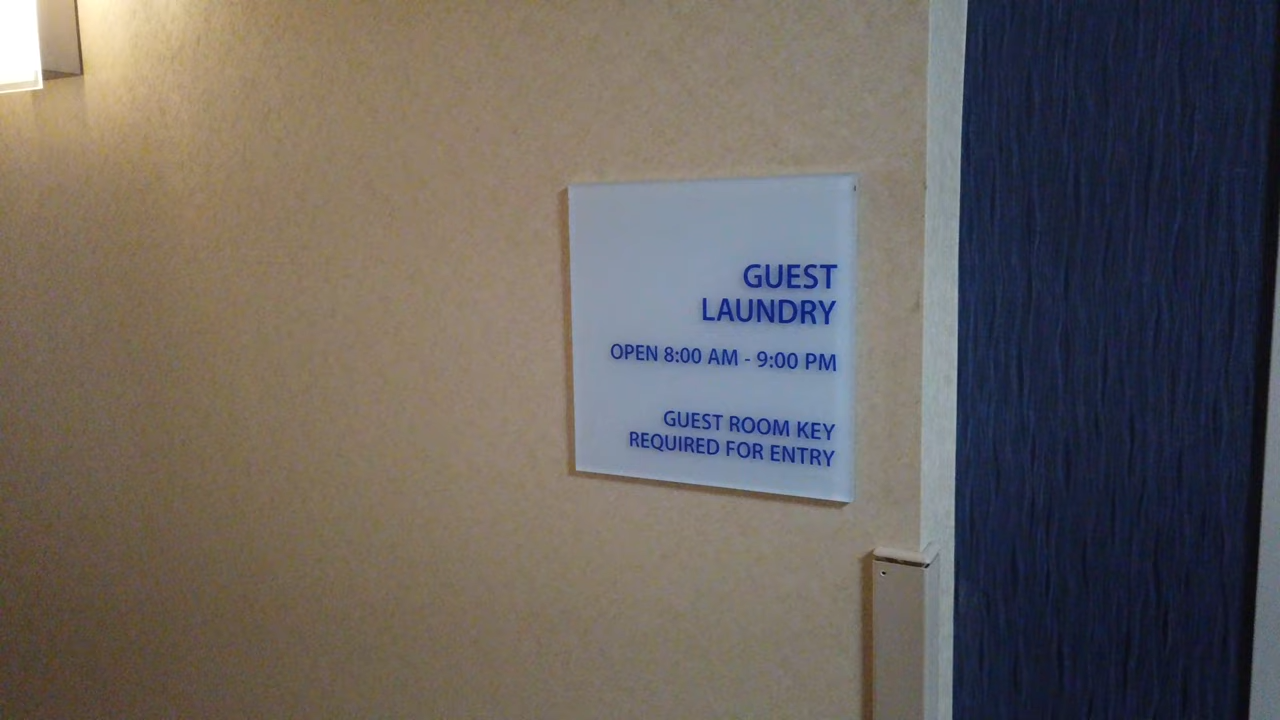 GUEST
LAUNDRY
OPEN 8:00 AM - 9:00 PM
GUEST ROOM KEY
REQUIRED FOR ENTRY